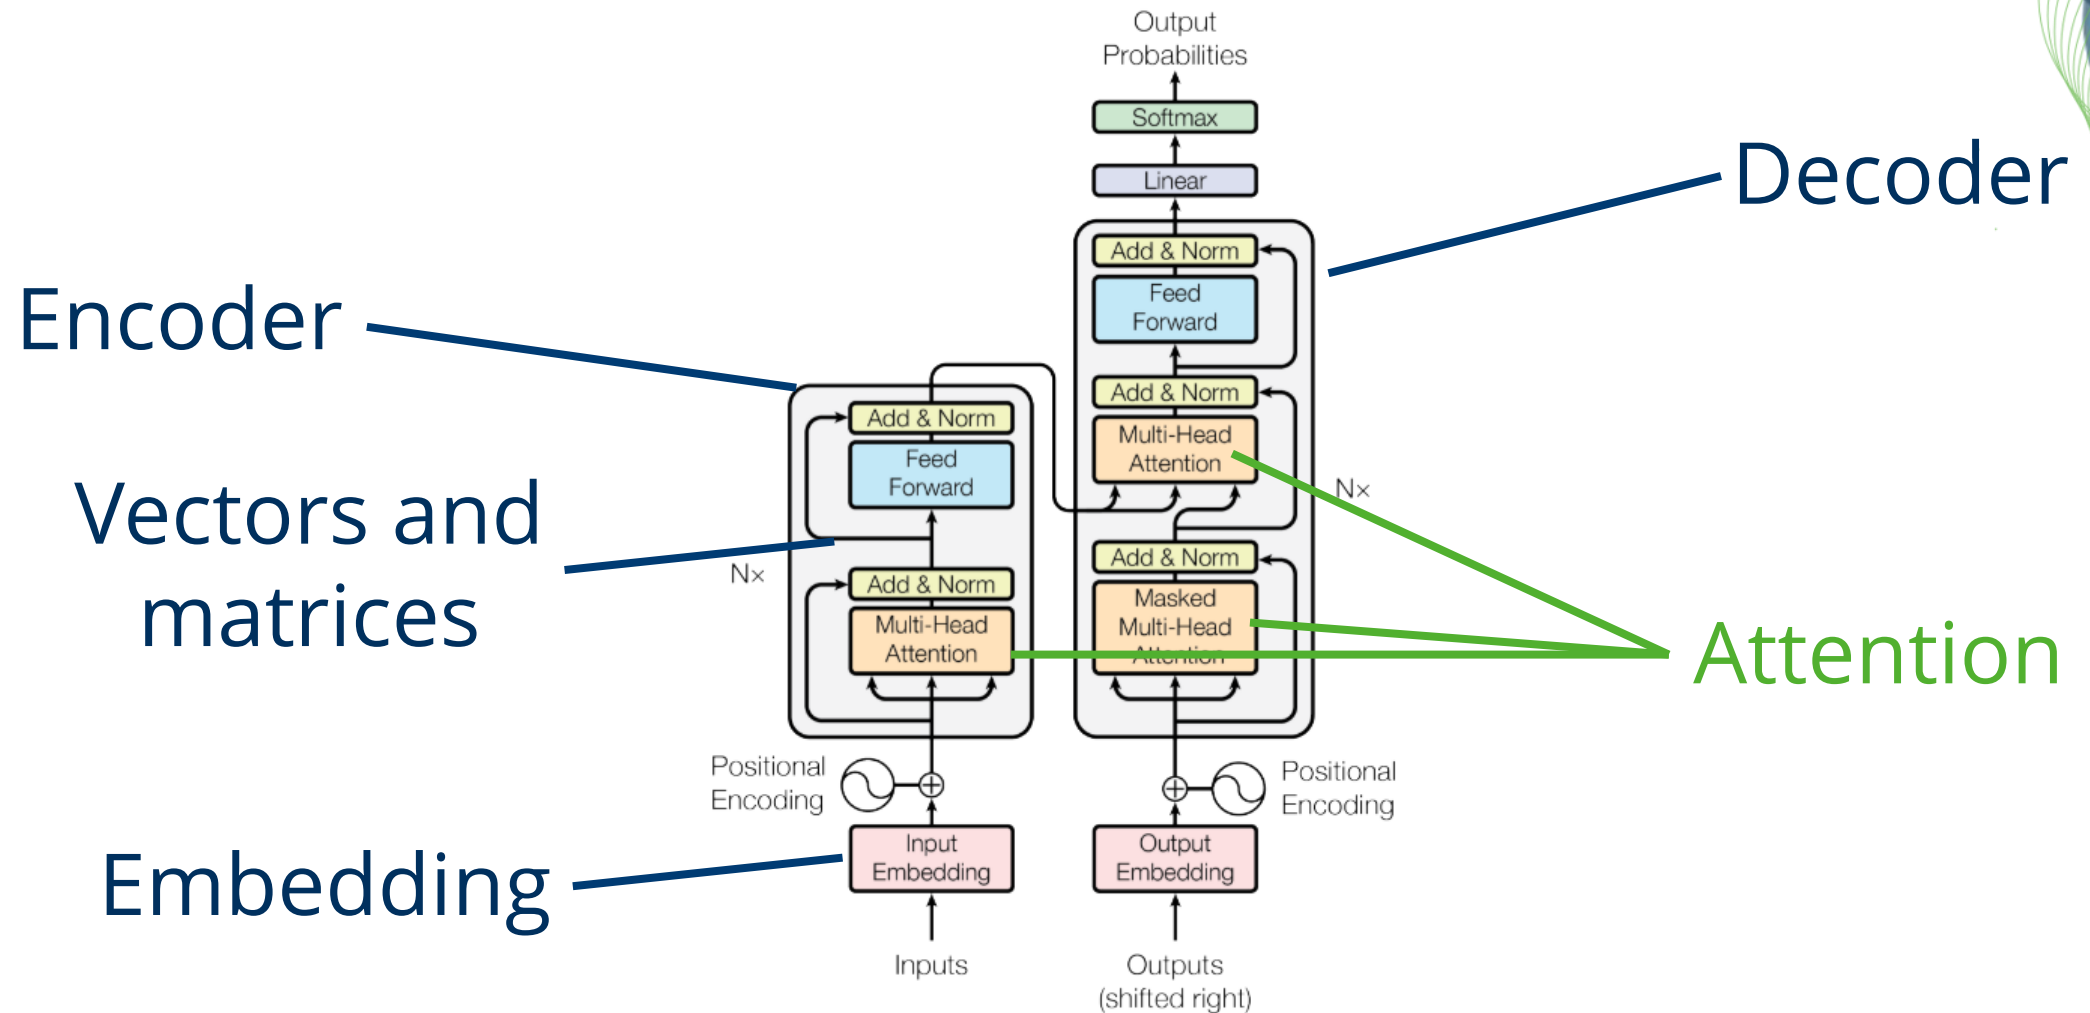 Output
Probabilities
Softmax
Linear
Decoder
Add & Norm
Feed
Forward
Add & Norm
Multi-Head
Attention
N×
Add & Norm
Masked
Multi-Head
Attention
Encoder
Add & Norm
Feed
Forward
Vectors and
matrices
N×
Add & Norm
Multi-Head
Attention
Attention
Positional
Encoding
Positional
Encoding
Embedding
Input
Embedding
Output
Embedding
Inputs
Outputs
(shifted right)